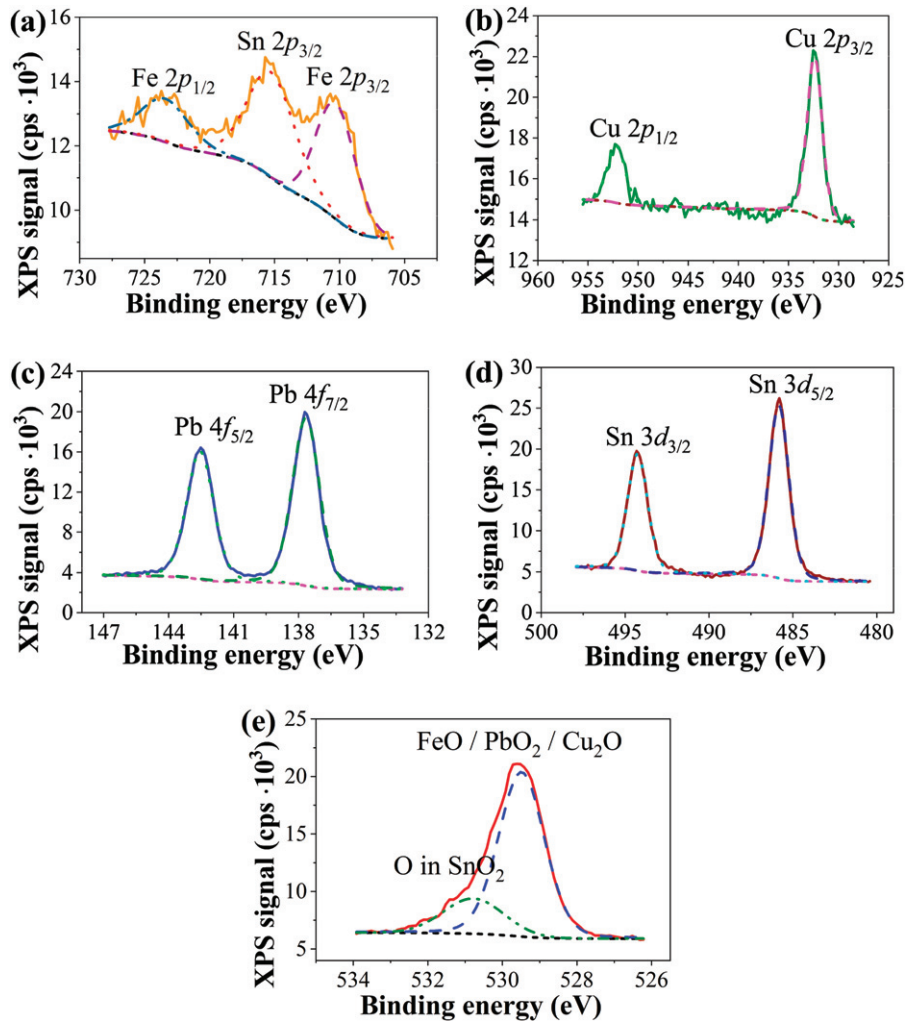 (a)
XPS signal (cps ·10³)
16
14
12
10
Fe 2p1/2
Sn 2p3/2
Fe 2p3/2
730 725 720 715 710 705
Binding energy (eV)
(b)
XPS signal (cps ·10³)
24
22
20
18
16
14
12
Cu 2p1/2
Cu 2p3/2
960 955 950 945 940 935 930 925
Binding energy (eV)
(c)
XPS signal (cps ·10³)
24
20
16
12
8
4
0
Pb 4f5/2
Pb 4f7/2
147 144 141 138 135 132
Binding energy (eV)
(d)
XPS signal (cps ·10³)
30
25
20
15
10
5
0
Sn 3d3/2
Sn 3d5/2
500 495 490 485 480
Binding energy (eV)
(e)
XPS signal (cps ·10³)
25
20
15
10
5
FeO / PbO₂ / Cu₂O
O in SnO₂
534 532 530 528 526
Binding energy (eV)